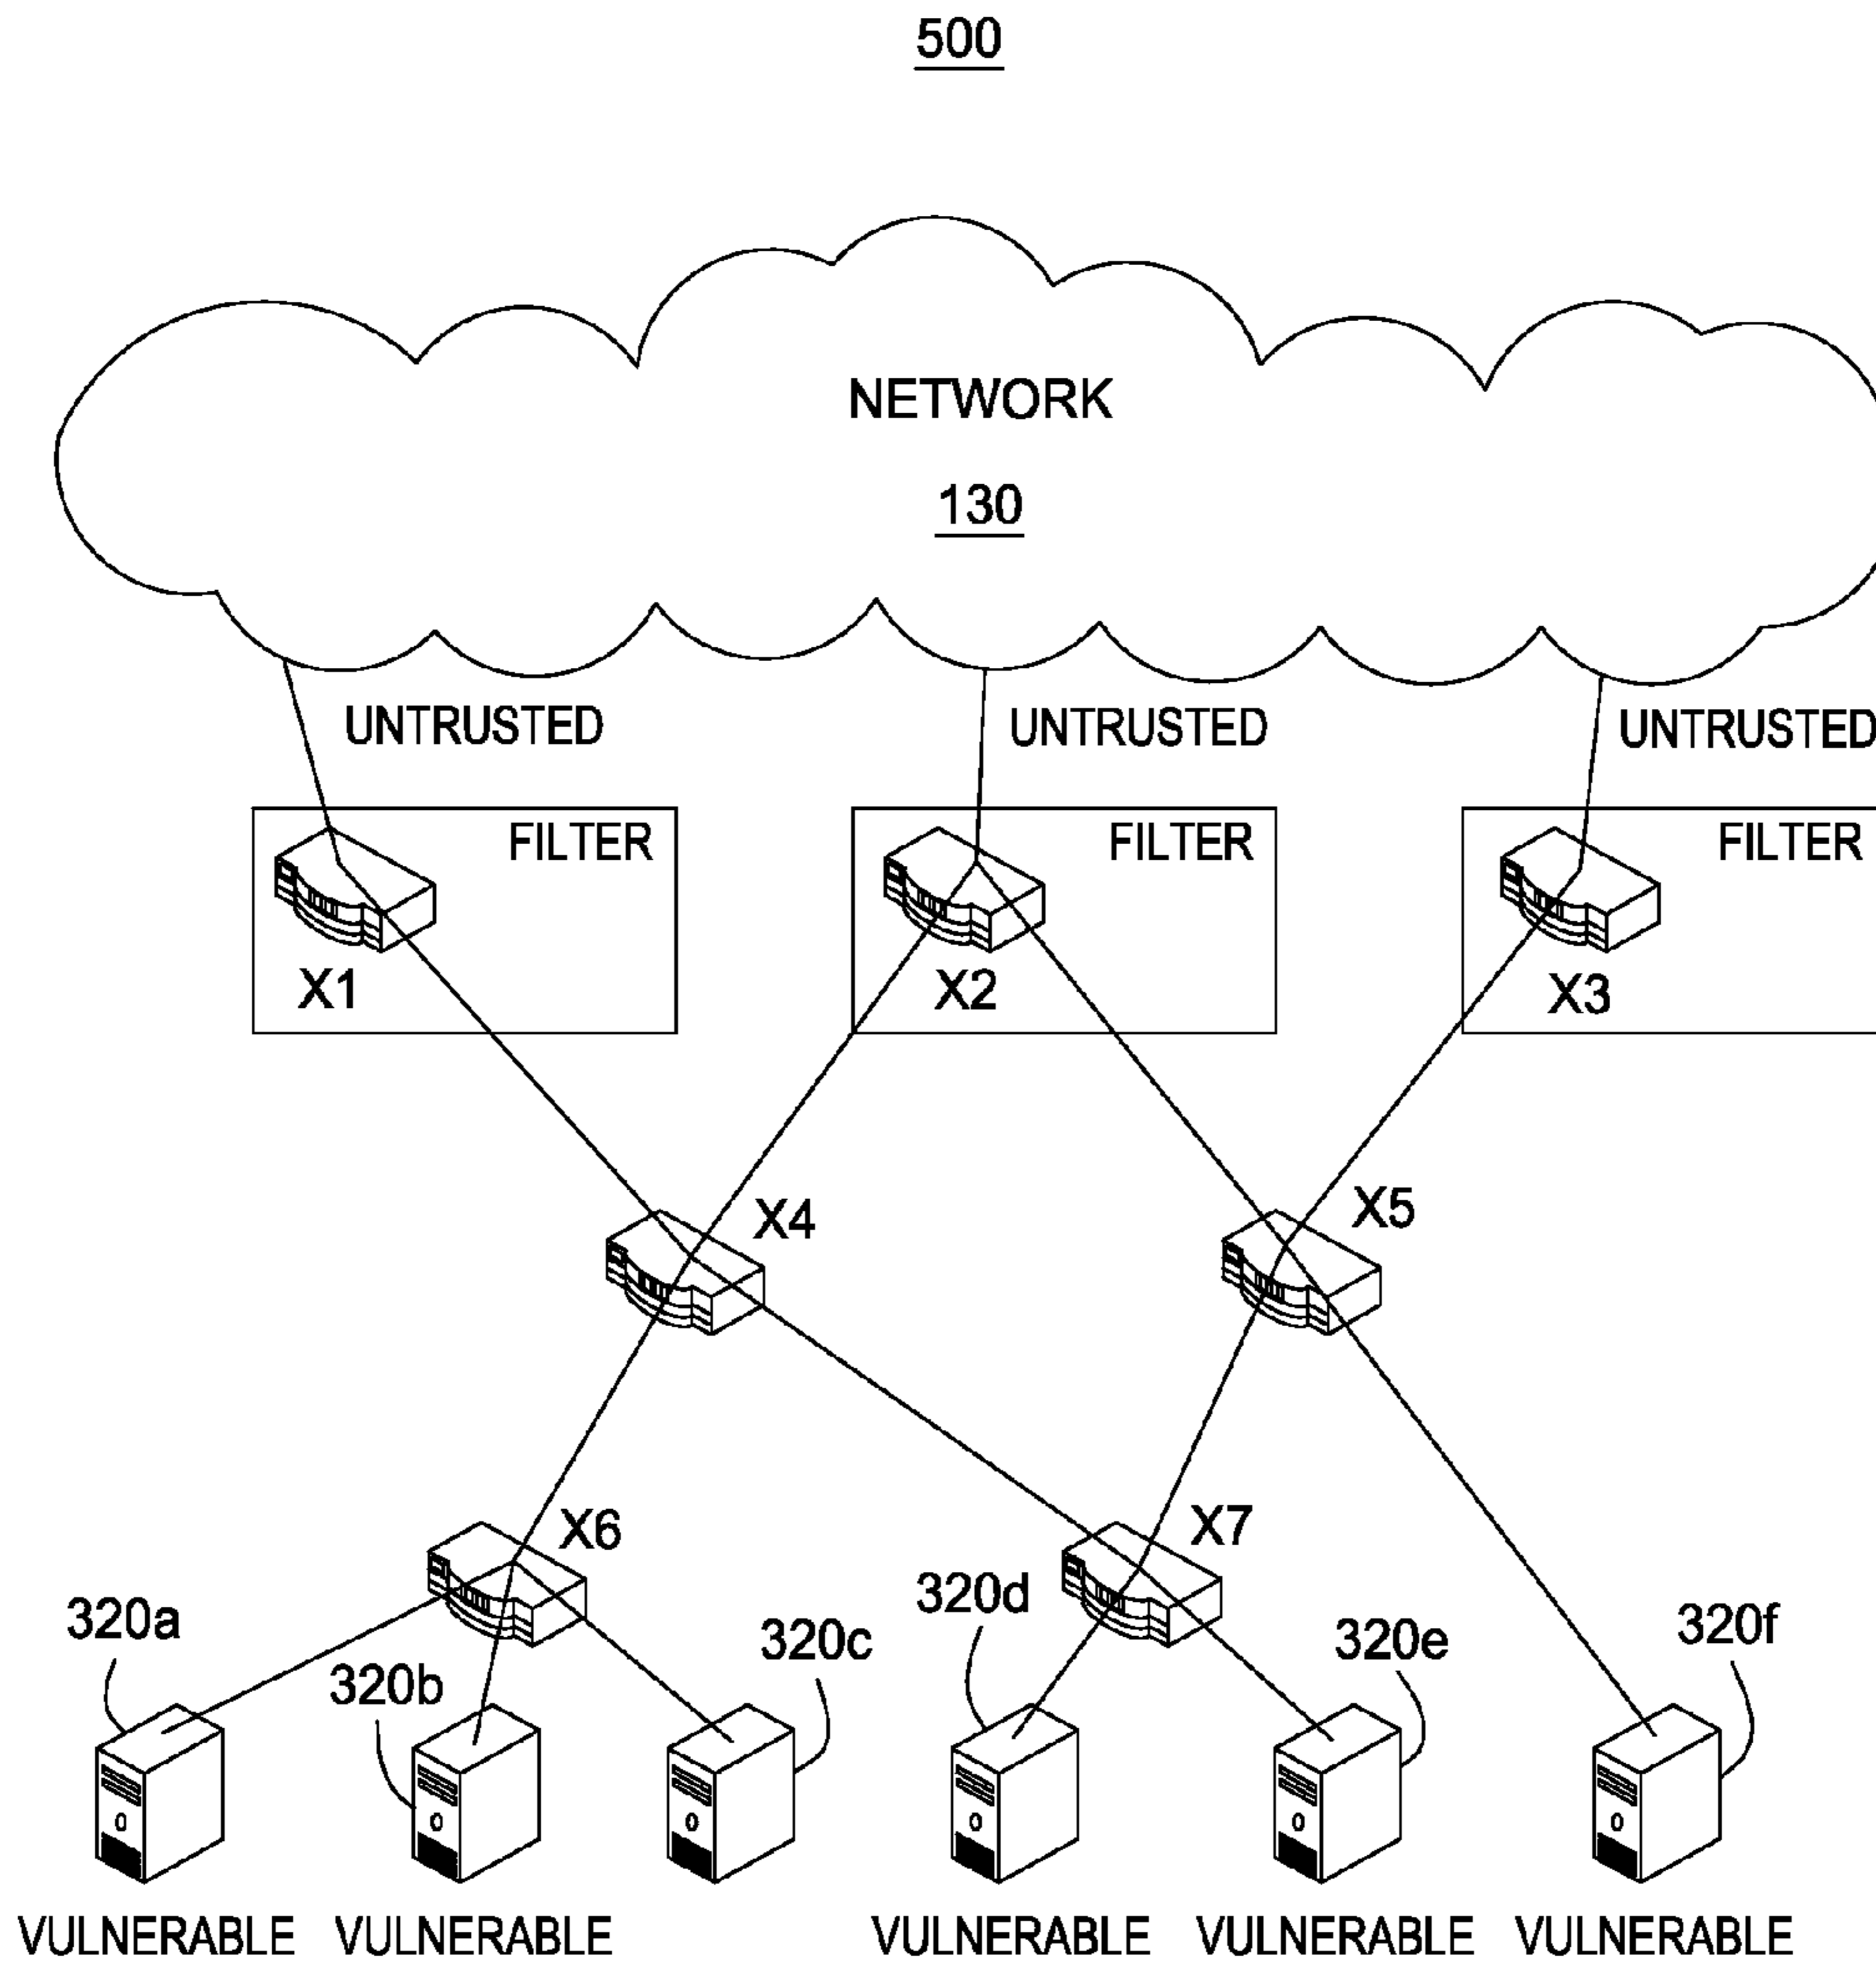 500
NETWORK
130
UNTRUSTED
UNTRUSTED
UNTRUSTED
FILTER
FILTER
FILTER
X1
X2
X3
X4
X5
X6
X7
320a
320b
320c
320d
320e
320f
VULNERABLE
VULNERABLE
VULNERABLE
VULNERABLE
VULNERABLE